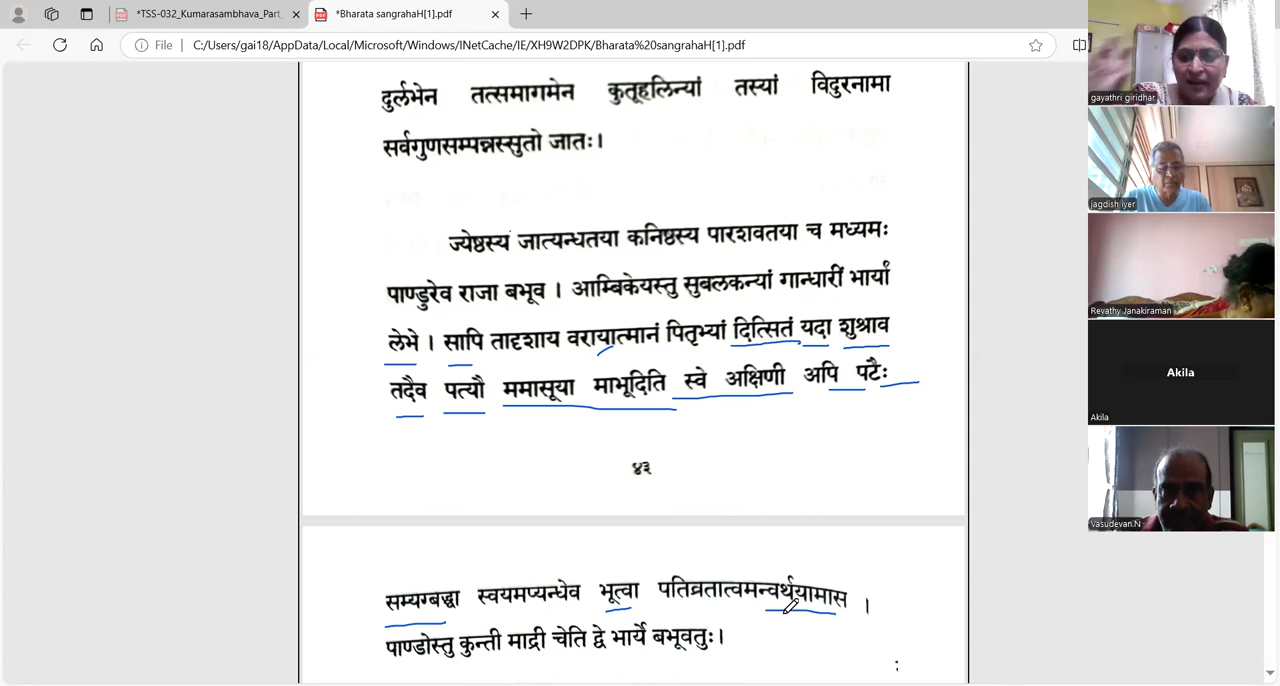 *TSS-032_Kumarasambhava_Part_
*Bharata sangrahaH[1].pdf
File
C:/Users/gai18/AppData/Local/Microsoft/Windows/INetCache/IE/XH9W2DPK/Bharata%20sangrahaH[1].pdf
दुर्लभेन तत्समागमेन कुतूहलिन्यां तस्यां विदुरनामा
सर्वगुणसम्पन्नस्सुतो जातः।
ज्येष्ठस्य जात्यन्धतया कनिष्ठस्य पारशवतया च मध्यमः
पाण्डुरेव राजा बभूव । आम्बिकेयस्तु सुबलकन्यां गान्धारीं भार्यां
लेभे । सापि तादृशाय वरायात्मानं पितृभ्यां दित्सितं यदा शुश्राव
तदैव पत्यौ ममासूया माभूदिति स्वे अक्षिणी अपि पटैः
४३
सम्यग्बद्ध्वा स्वयमप्यन्धेव भूत्वा पतिव्रतात्वमन्वर्थयामास ।
पाण्डोस्तु कुन्ती माद्री चेति द्वे भार्ये बभूवतुः।
gayathri giridhar
jagdish iyer
Revathy Janakiraman
Akila
Akila
Vasudevan.N